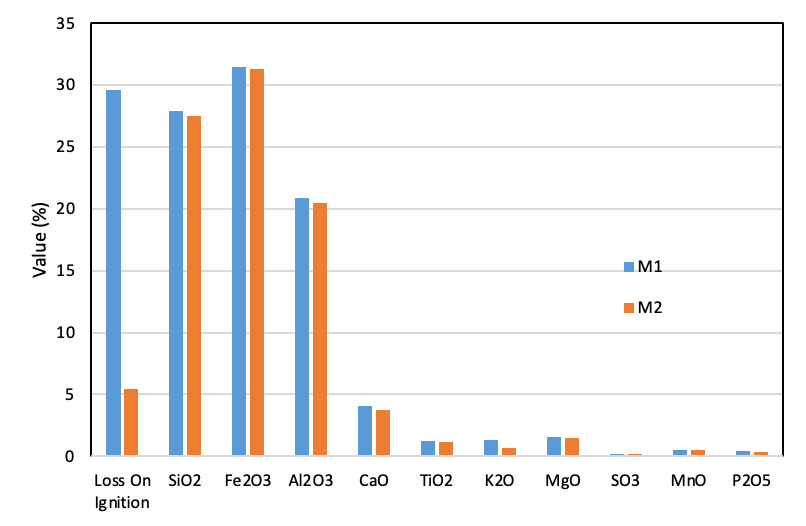 35
30
25
20
15
10
5
0
Value (%)
M1
M2
Loss On Ignition
SiO2
Fe2O3
Al2O3
CaO
TiO2
K2O
MgO
SO3
MnO
P2O5